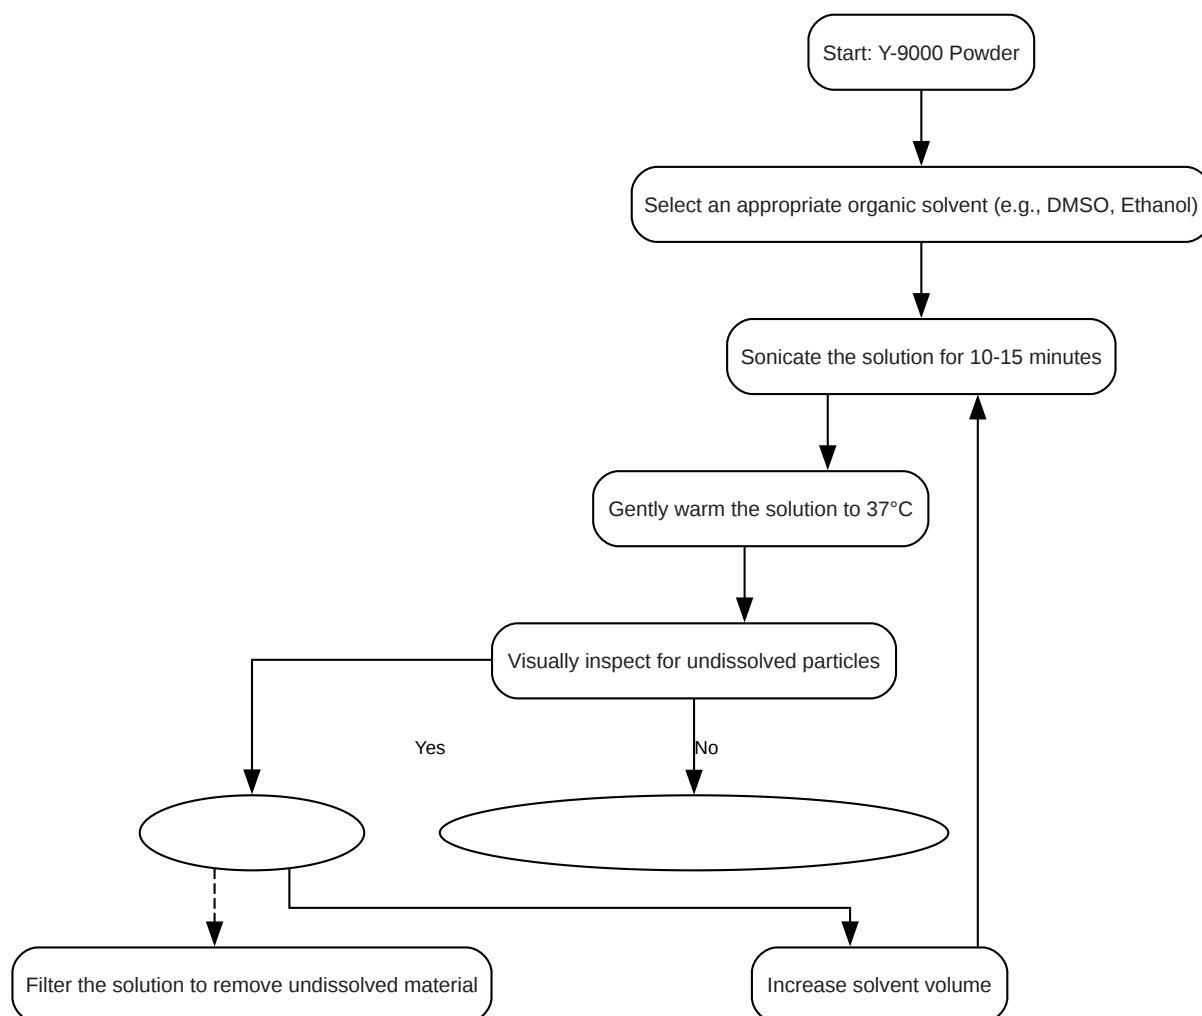 Start: Y-9000 Powder
Select an appropriate organic solvent (e.g., DMSO, Ethanol)
Sonicate the solution for 10-15 minutes
Gently warm the solution to 37°C
Visually inspect for undissolved particles
Yes
No
Filter the solution to remove undissolved material
Increase solvent volume